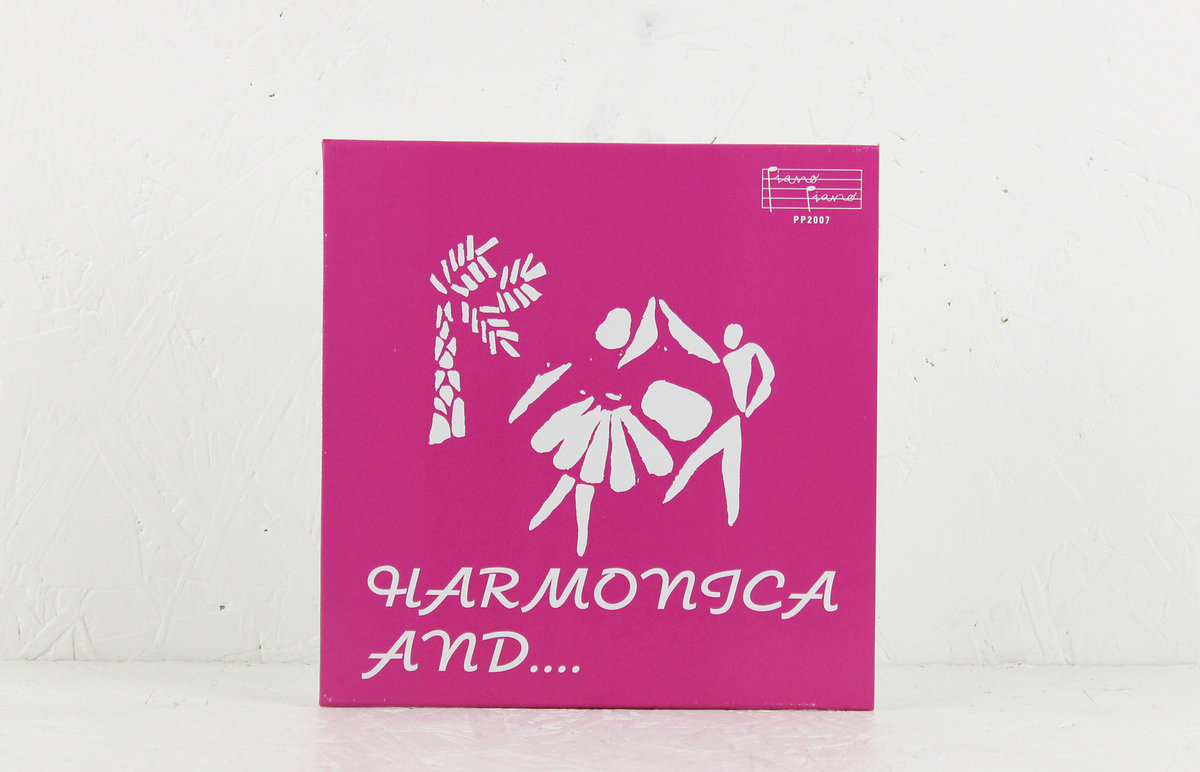 Piano
Piano
PP2007
HARMONICA
AND....